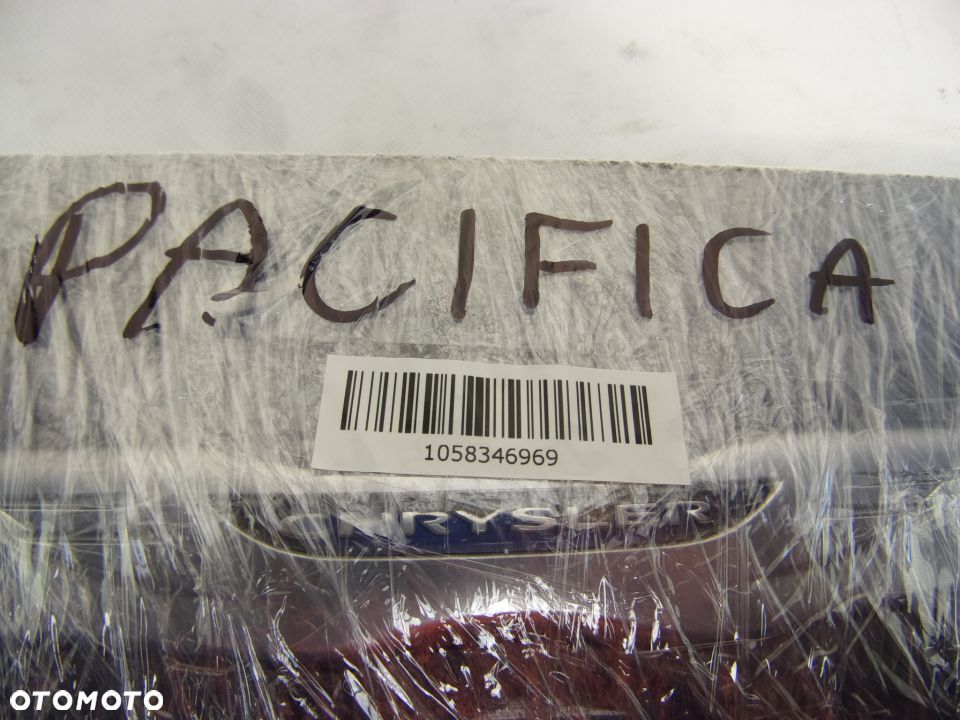 PACIFICA
1058346969
CHRYSLER
OTOMOTO